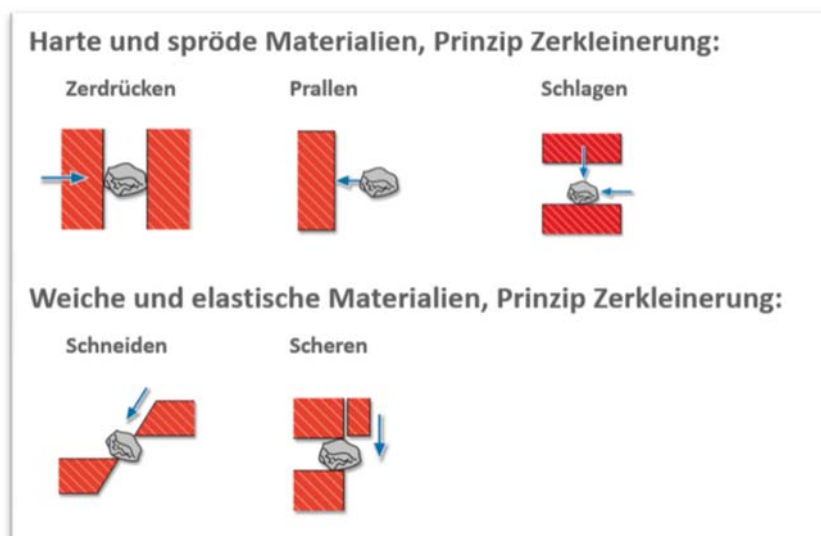 Harte und spröde Materialien, Prinzip Zerkleinerung:
Zerdrücken
Prallen
Schlagen
Weiche und elastische Materialien, Prinzip Zerkleinerung:
Schneiden
Scheren